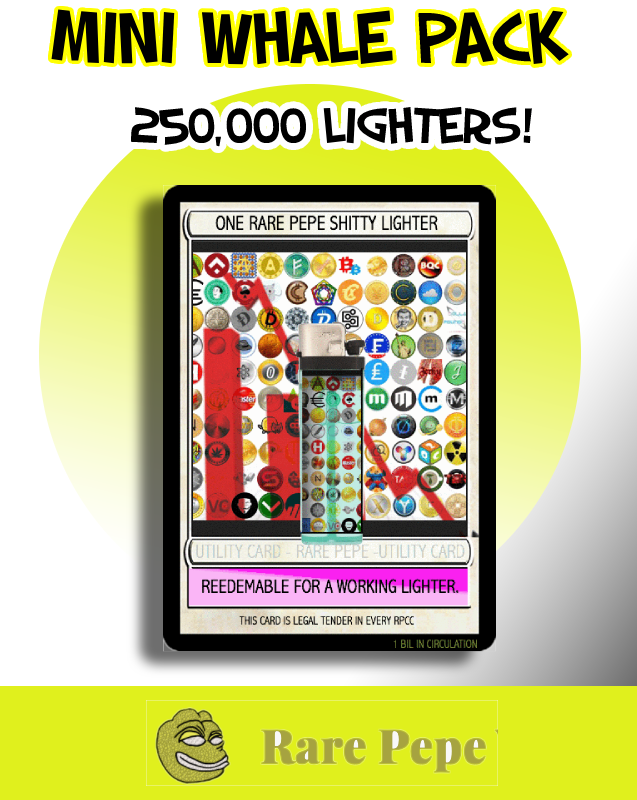 MINI WHALE PACK
250,000 LIGHTERS!
ONE RARE PEPE SHITTY LIGHTER
UTILITY CARD - RARE PEPE -UTILITY CARD
REEDEMABLE FOR A WORKING LIGHTER.
THIS CARD IS LEGAL TENDER IN EVERY RPCC
1 BIL IN CIRCULATION
Rare Pepe